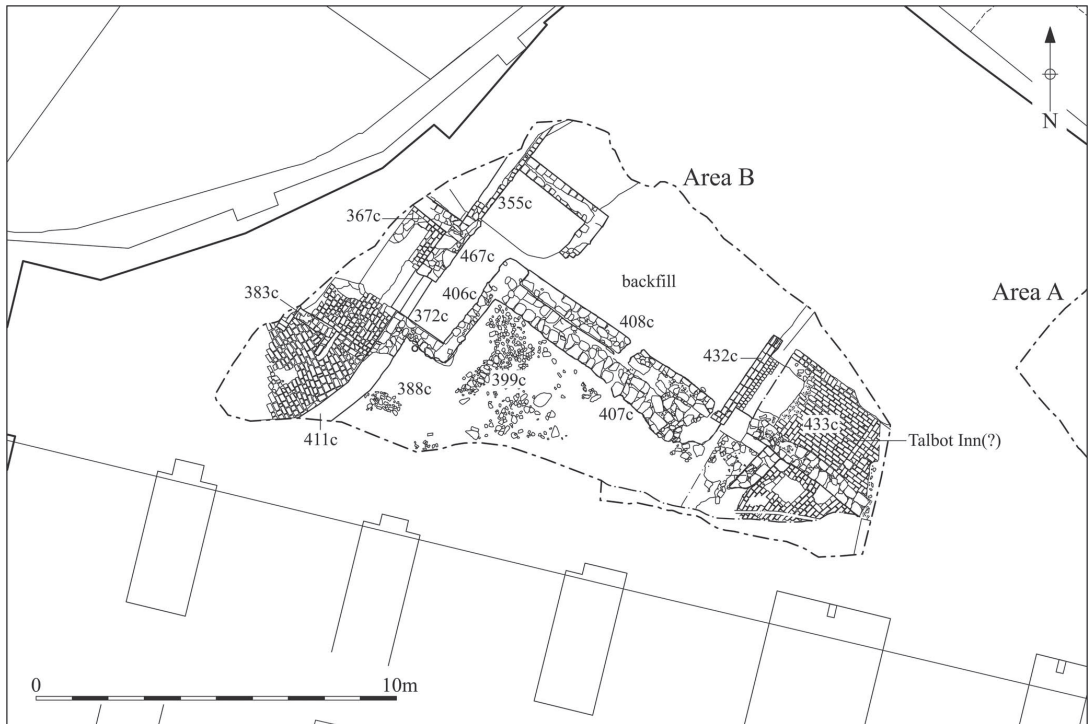 N
Area B
355c
367c
467c
backfill
Area A
383c
406c
372c
408c
432c
388c
399c
407c
433c
411c
Talbot Inn(?)
0
10m